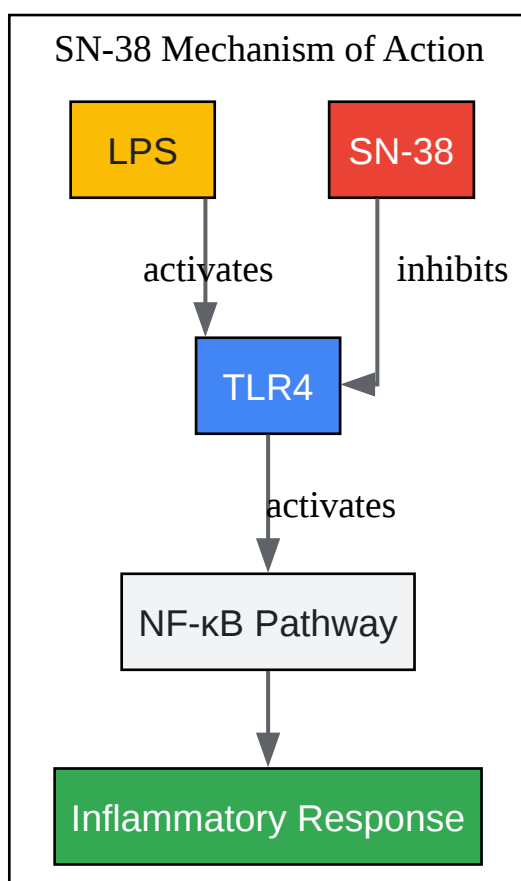 SN-38 Mechanism of Action
LPS
SN-38
activates
inhibits
TLR4
activates
NF-κB Pathway
Inflammatory Response